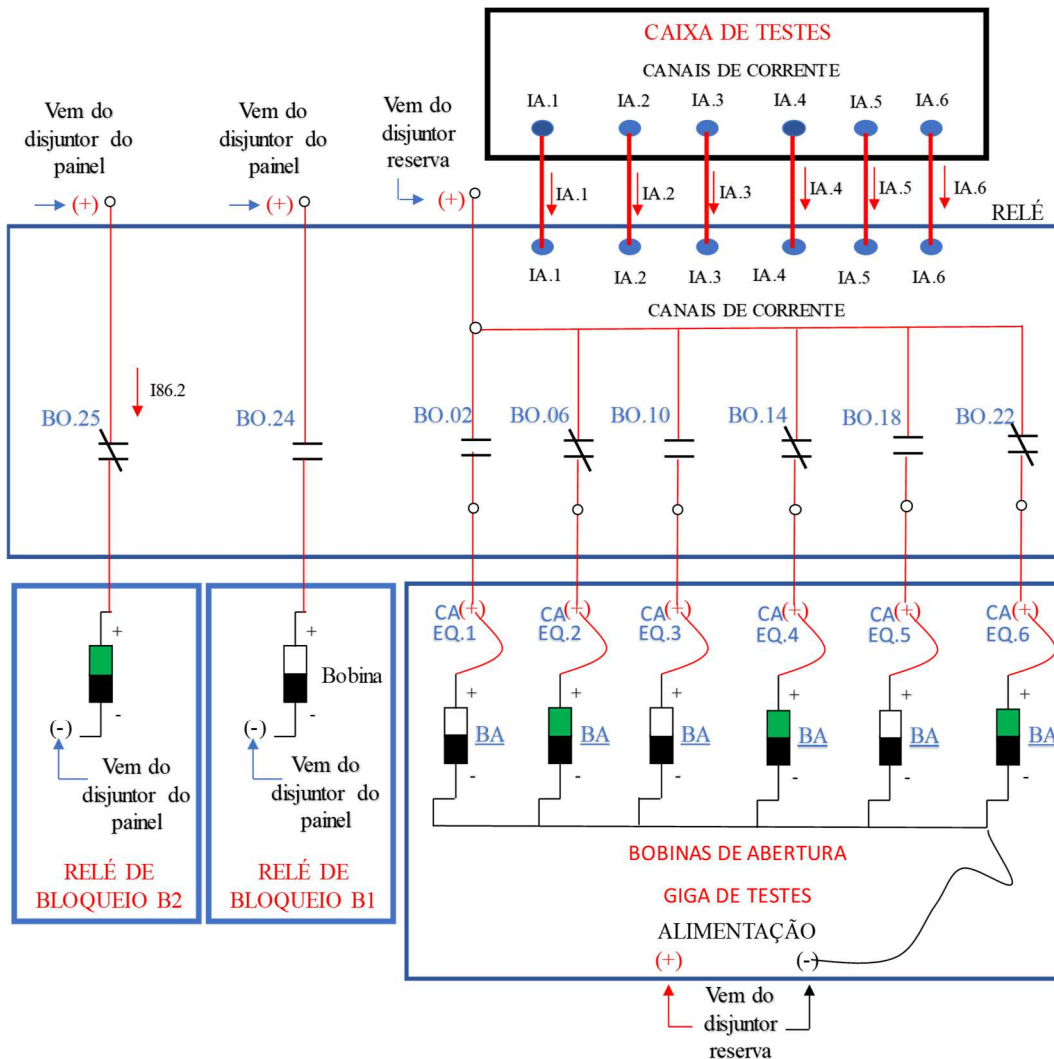 CAIXA DE TESTES
CANAIS DE CORRENTE
IA.1 IA.2 IA.3 IA.4 IA.5 IA.6
Vem do
disjuntor do
painel
(+)
Vem do
disjuntor do
painel
(+)
Vem do
disjuntor
reserva
(+)
IA.1 IA.2 IA.3 IA.4 IA.5 IA.6
RELÉ
IA.1 IA.2 IA.3 IA.4 IA.5 IA.6
CANAIS DE CORRENTE
I86.2
BO.25 BO.24 BO.02 BO.06 BO.10 BO.14 BO.18 BO.22
+
-
(-)
Vem do
disjuntor do
painel
RELÉ DE
BLOQUEIO B2
+
Bobina
-
(-)
Vem do
disjuntor do
painel
RELÉ DE
BLOQUEIO B1
CA(+) CA(+) CA(+) CA(+) CA(+) CA(+)
EQ.1 EQ.2 EQ.3 EQ.4 EQ.5 EQ.6
+ + + + + +
BA BA BA BA BA BA
- - - - - -
BOBINAS DE ABERTURA
GIGA DE TESTES
ALIMENTAÇÃO
(+) (-)
Vem do
disjuntor
reserva